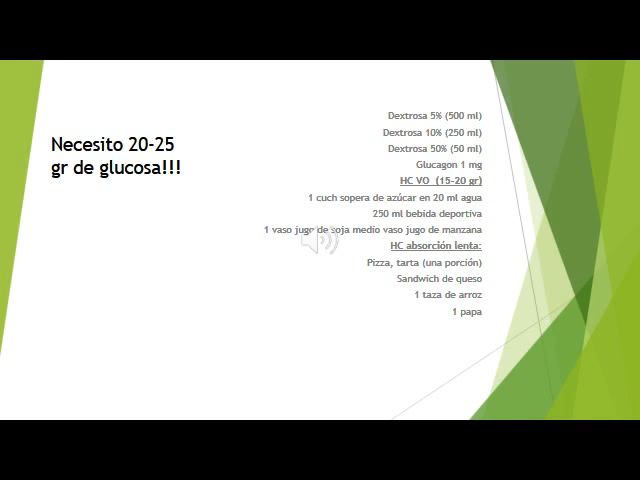 Necesito 20-25
gr de glucosa!!!
Dextrosa 5% (500 ml)
Dextrosa 10% (250 ml)
Dextrosa 50% (50 ml)
Glucagon 1 mg
HC VO (15-20 gr)
1 cuch sopera de azúcar en 20 ml agua
250 ml bebida deportiva
1 vaso jugo de soja medio vaso jugo de manzana
HC absorción lenta:
Pizza, tarta (una porción)
Sandwich de queso
1 taza de arroz
1 papa